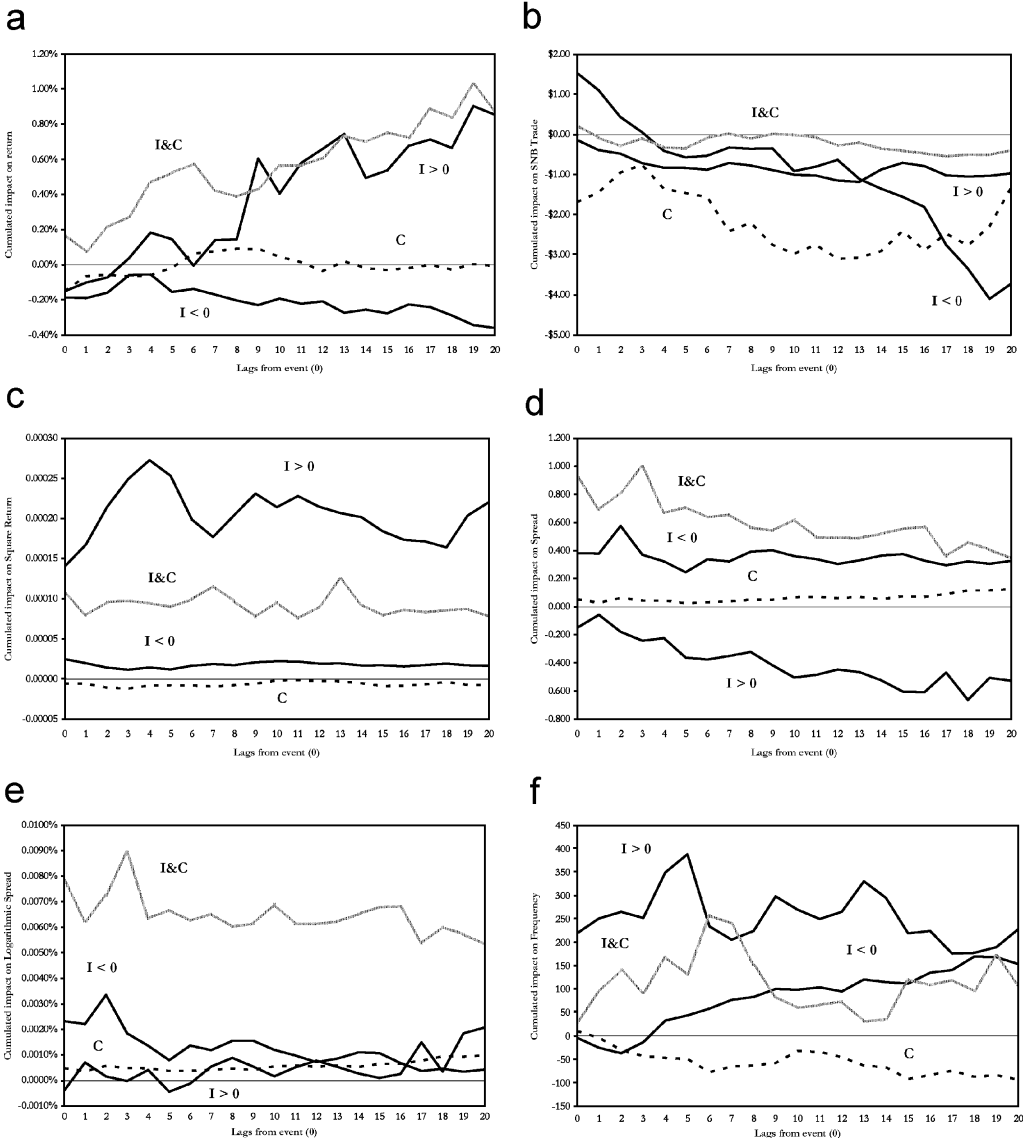 a
1.20%
1.00%
0.80%
0.60%
0.40%
0.20%
0.00%
-0.20%
-0.40%
Cumulated impact on return
I&C
I > 0
C
I < 0
0 1 2 3 4 5 6 7 8 9 10 11 12 13 14 15 16 17 18 19 20
Lags from event (0)
b
$2.00
$1.00
$0.00
$1.00
$2.00
$3.00
-$4.00
$5.00
Cumulated impact on SNB Trade
I&C
I > 0
C
I < 0
0 1 2 3 4 5 6 7 8 9 10 11 12 13 14 15 16 17 18 19 20
Lags from event (0)
c
0.00030
0.00025
0.00020
0.00015
0.00010
0.00005
0.00000
-0.00005
Cumulated impact on Square Return
I > 0
I&C
I < 0
C
0 1 2 3 4 5 6 7 8 9 10 11 12 13 14 15 16 17 18 19 20
Lags from event (0)
d
1.200
1.000
0.800
0.600
0.400
0.200
0.000
-0.200
-0.400
0.600
-0.800
Cumulated impact on Spread
I&C
I < 0
C
I > 0
0 1 2 3 4 5 6 7 8 9 10 11 12 13 14 15 16 17 18 19 20
Lags from event (0)
e
0.0100%
0.0090%
0.0080%
0.0070%
0.0060%
0.0050%
0.0040%
0.0030%
0.0020%
0.0010%
0.0000%
-0.0010%
Cumulated impact on Logarithmic Spread
I&C
I < 0
C
I > 0
0 1 2 3 4 5 6 7 8 9 10 11 12 13 14 15 16 17 18 19 20
Lags from event (0)
f
450
400
350
300
250
200
150
100
50
0
-50
-100
-150
Cumulated impact on Frequency
I > 0
I&C
I < 0
C
0 1 2 3 4 5 6 7 8 9 10 11 12 13 14 15 16 17 18 19 20
Lags from event (0)